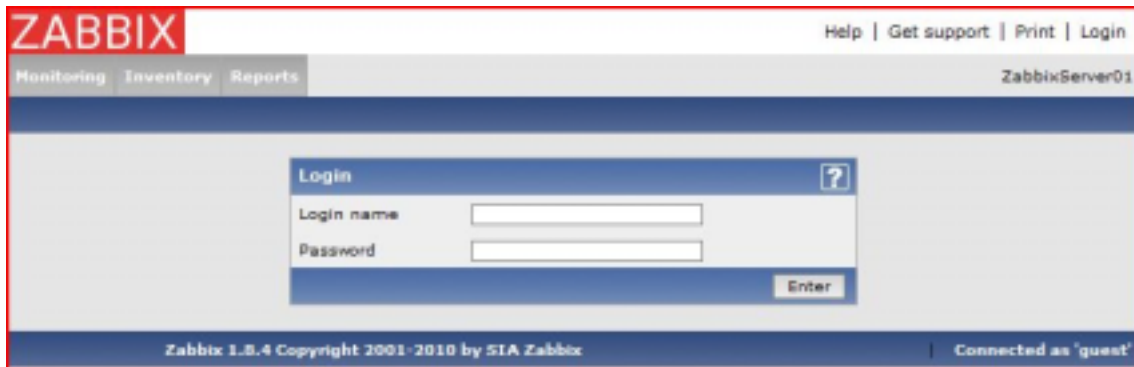 ZABBIX
Help | Get support | Print | Login
Monitoring Inventory Reports
ZabbixServer01
Login
?
Login name
Password
Enter
Zabbix 1.8.4 Copyright 2001-2010 by SIA Zabbix
Connected as 'guest'